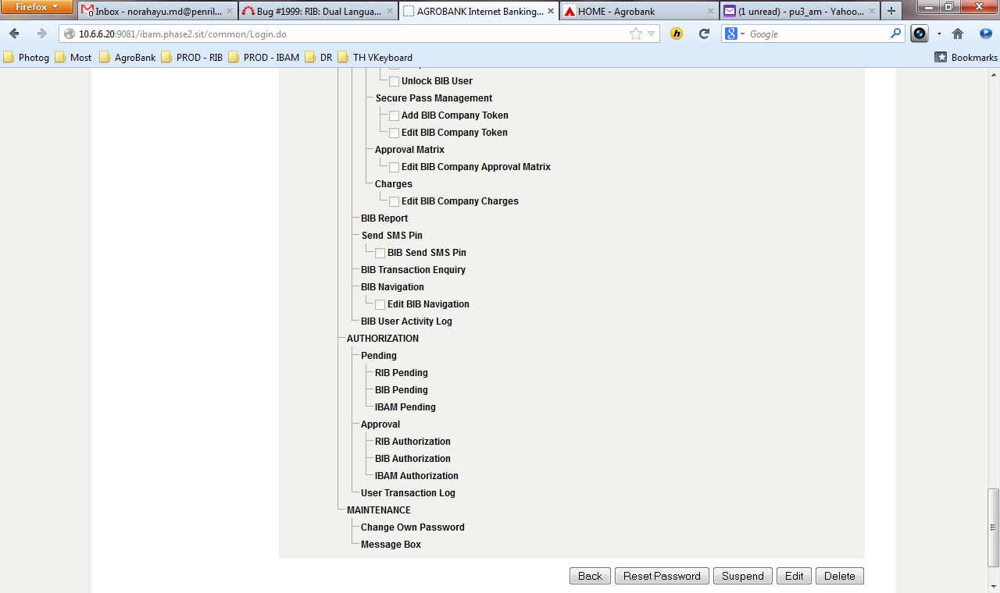 Firefox
Inbox - norahayu.md@penril...
Bug #1999: RIB: Dual Langua...
AGROBANK Internet Banking...
HOME - Agrobank
(1 unread) - pu3_am - Yahoo...
10.6.6.20:9081/ibam.phase2.sit/common/Login.do
Google
Photog
Most
AgroBank
PROD - RIB
PROD - IBAM
DR
TH VKeyboard
Bookmarks
Unlock BIB User
Secure Pass Management
Add BIB Company Token
Edit BIB Company Token
Approval Matrix
Edit BIB Company Approval Matrix
Charges
Edit BIB Company Charges
BIB Report
Send SMS Pin
BIB Send SMS Pin
BIB Transaction Enquiry
BIB Navigation
Edit BIB Navigation
BIB User Activity Log
AUTHORIZATION
Pending
RIB Pending
BIB Pending
IBAM Pending
Approval
RIB Authorization
BIB Authorization
IBAM Authorization
User Transaction Log
MAINTENANCE
Change Own Password
Message Box
Back
Reset Password
Suspend
Edit
Delete